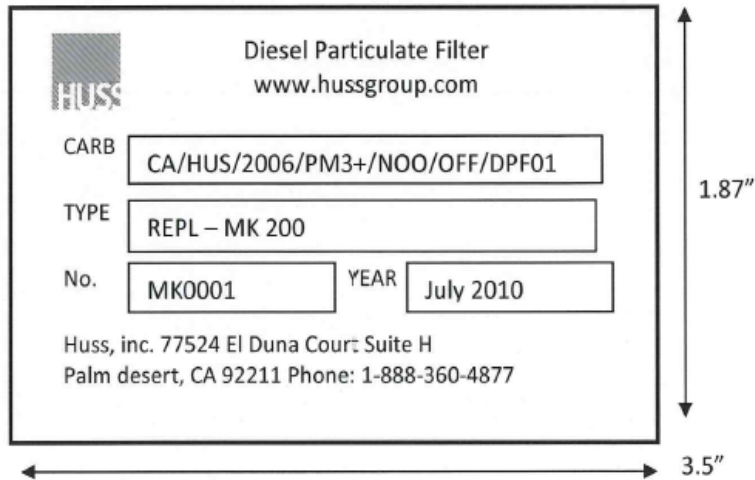 Diesel Particulate Filter
www.hussgroup.com
HUSS
CARB CA/HUS/2006/PM3+/NOO/OFF/DPF01
1.87"
TYPE REPL – MK 200
No. MK0001 YEAR July 2010
Huss, inc. 77524 El Duna Court Suite H
Palm desert, CA 92211 Phone: 1-888-360-4877
3.5"